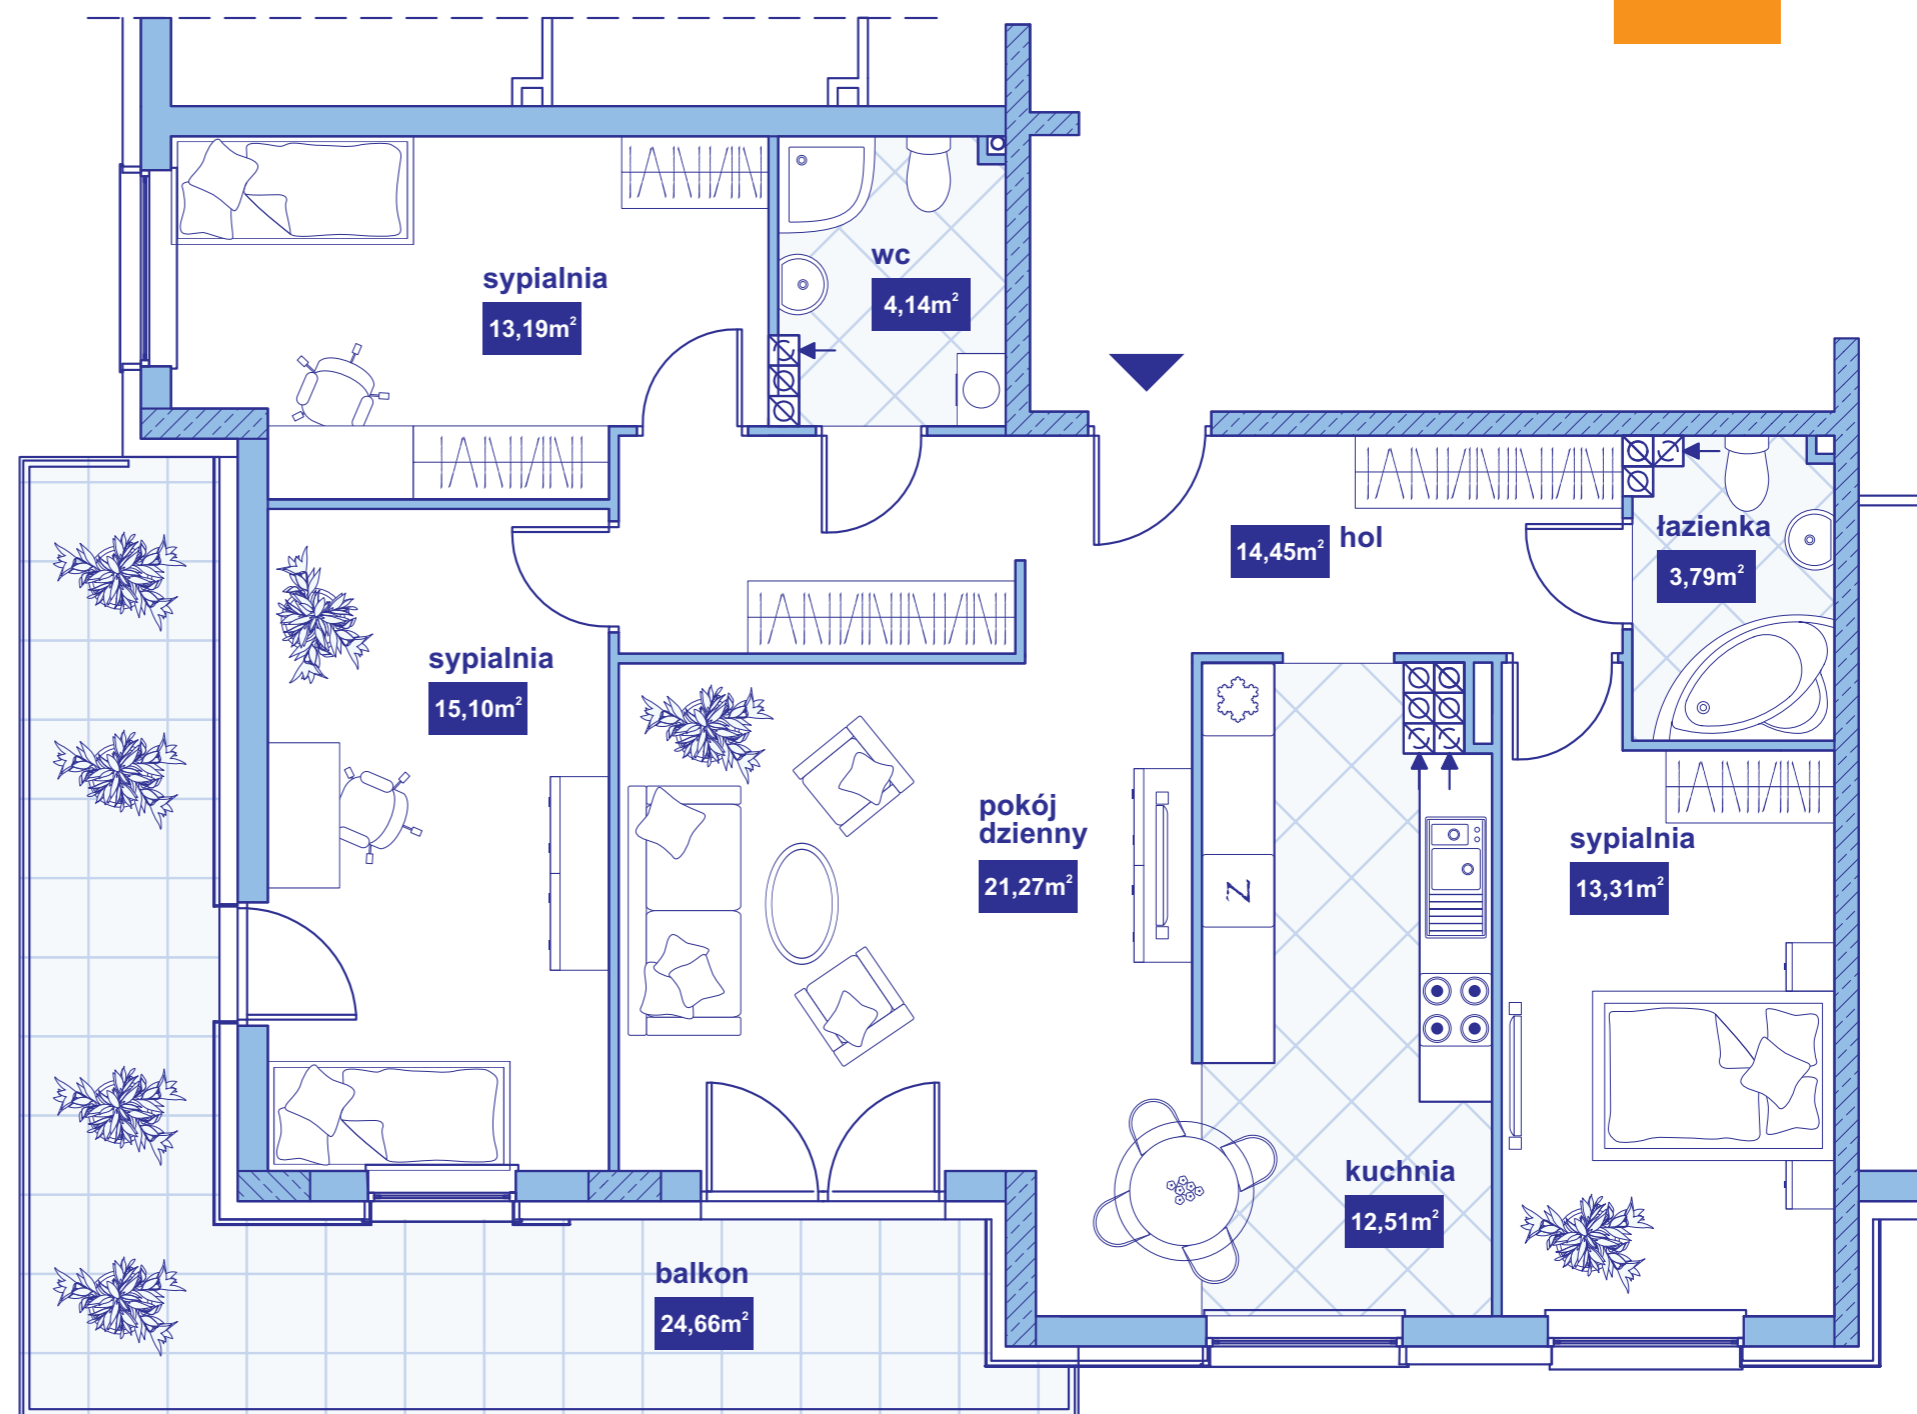 sypialnia
13,19m²
wc
4,14m²
14,45m²
hol
łazienka
3,79m²
sypialnia
15,10m²
pokój
dzienny
21,27m²
Z
sypialnia
13,31m²
kuchnia
12,51m²
balkon
24,66m²